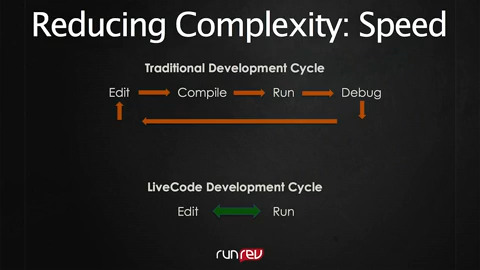 Reducing Complexity: Speed
Traditional Development Cycle
Edit Compile Run Debug
LiveCode Development Cycle
Edit Run
runrev